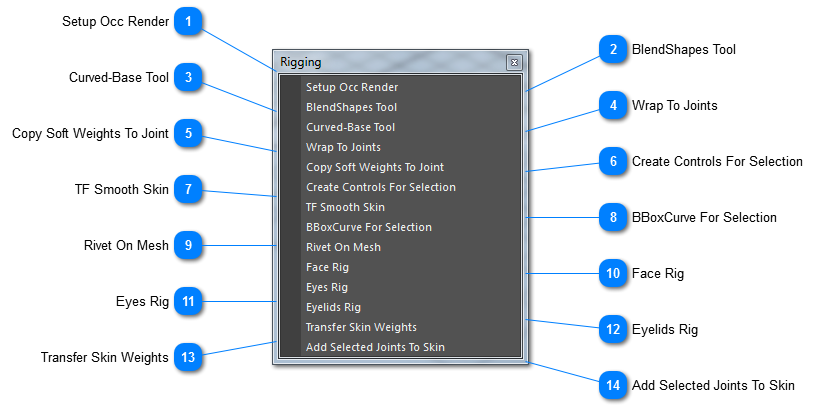 Setup Occ Render 1
2 BlendShapes Tool
Curved-Base Tool 3
4 Wrap To Joints
Copy Soft Weights To Joint 5
6 Create Controls For Selection
TF Smooth Skin 7
8 BBoxCurve For Selection
Rivet On Mesh 9
10 Face Rig
Eyes Rig 11
12 Eyelids Rig
Transfer Skin Weights 13
14 Add Selected Joints To Skin
Rigging
Setup Occ Render
BlendShapes Tool
Curved-Base Tool
Wrap To Joints
Copy Soft Weights To Joint
Create Controls For Selection
TF Smooth Skin
BBoxCurve For Selection
Rivet On Mesh
Face Rig
Eyes Rig
Eyelids Rig
Transfer Skin Weights
Add Selected Joints To Skin